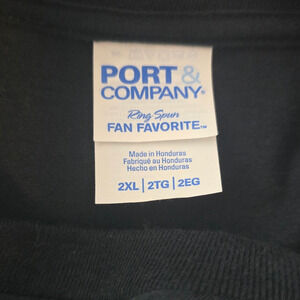 PORT &
COMPANY®
Ring Spun
FAN FAVORITE™
Made in Honduras
Fabriqué au Honduras
Hecho en Honduras
2XL | 2TG | 2EG